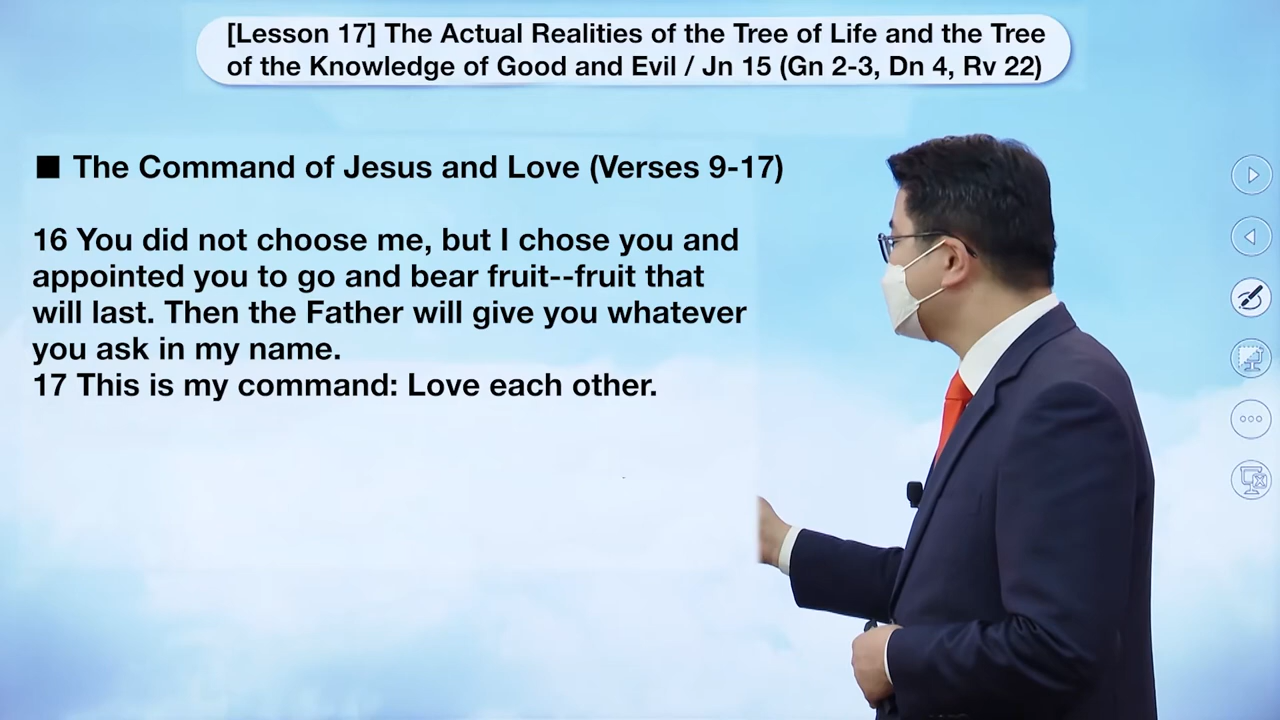 [Lesson 17] The Actual Realities of the Tree of Life and the Tree
of the Knowledge of Good and Evil / Jn 15 (Gn 2-3, Dn 4, Rv 22)
■ The Command of Jesus and Love (Verses 9-17)
16 You did not choose me, but I chose you and
appointed you to go and bear fruit--fruit that
will last. Then the Father will give you whatever
you ask in my name.
17 This is my command: Love each other.